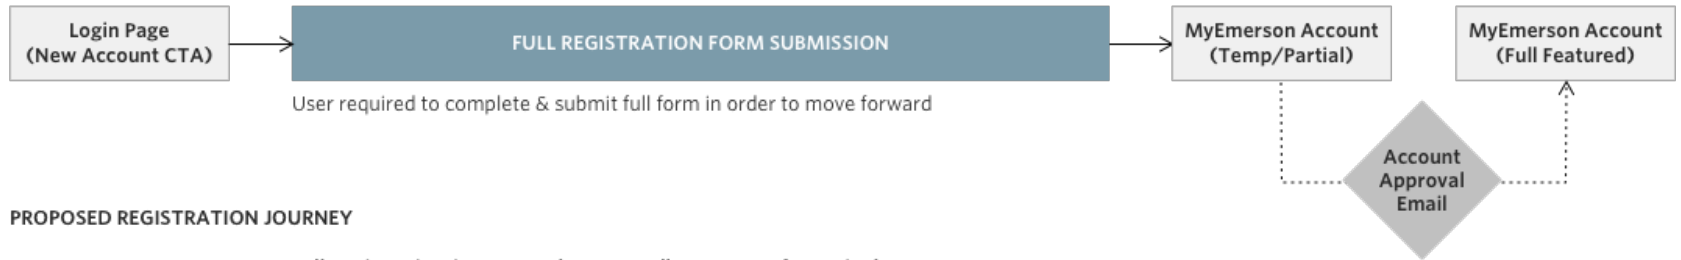 Login Page
(New Account CTA)
FULL REGISTRATION FORM SUBMISSION
MyEmerson Account
(Temp/Partial)
MyEmerson Account
(Full Featured)
User required to complete & submit full form in order to move forward
Account
Approval
Email
PROPOSED REGISTRATION JOURNEY